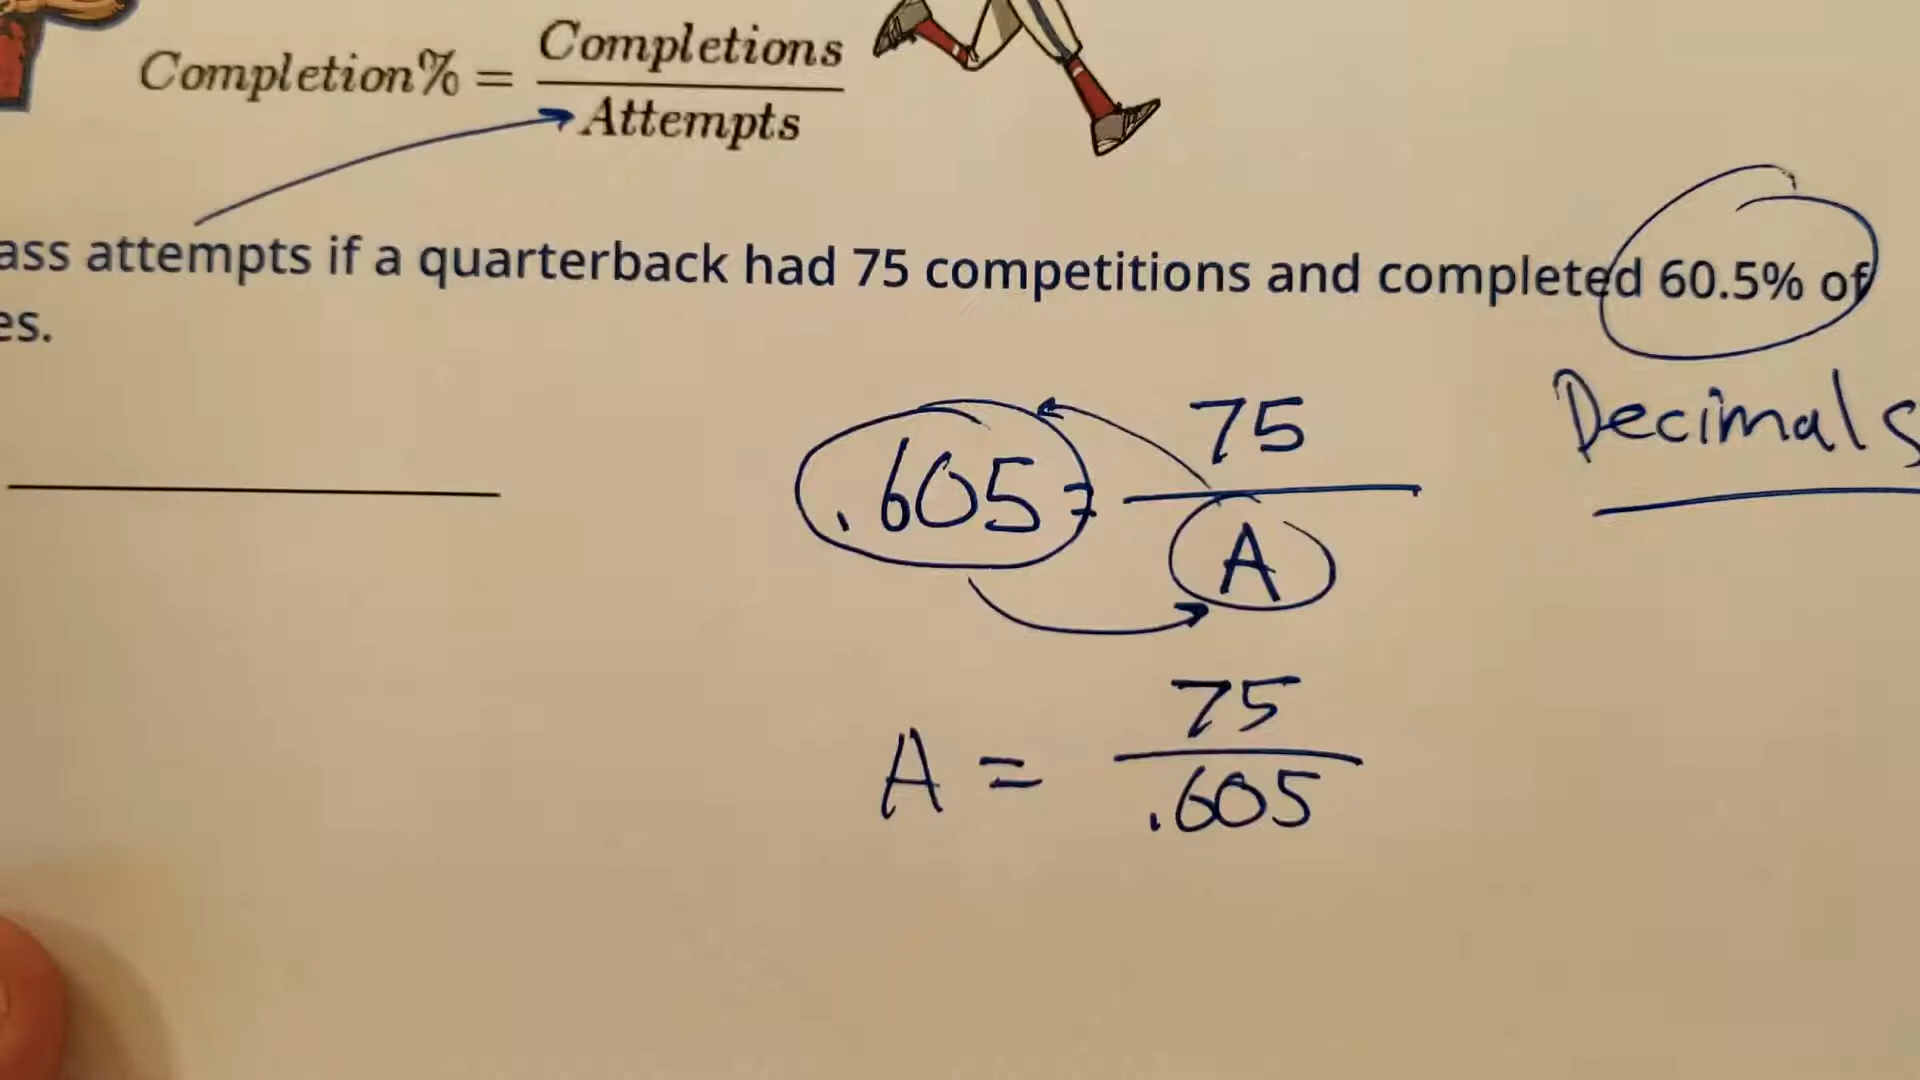 Completion% = Completions
Attempts
ass attempts if a quarterback had 75 competitions and completed 60.5% of
es.
Decimals
.605 = 75
A
A = 75
.605